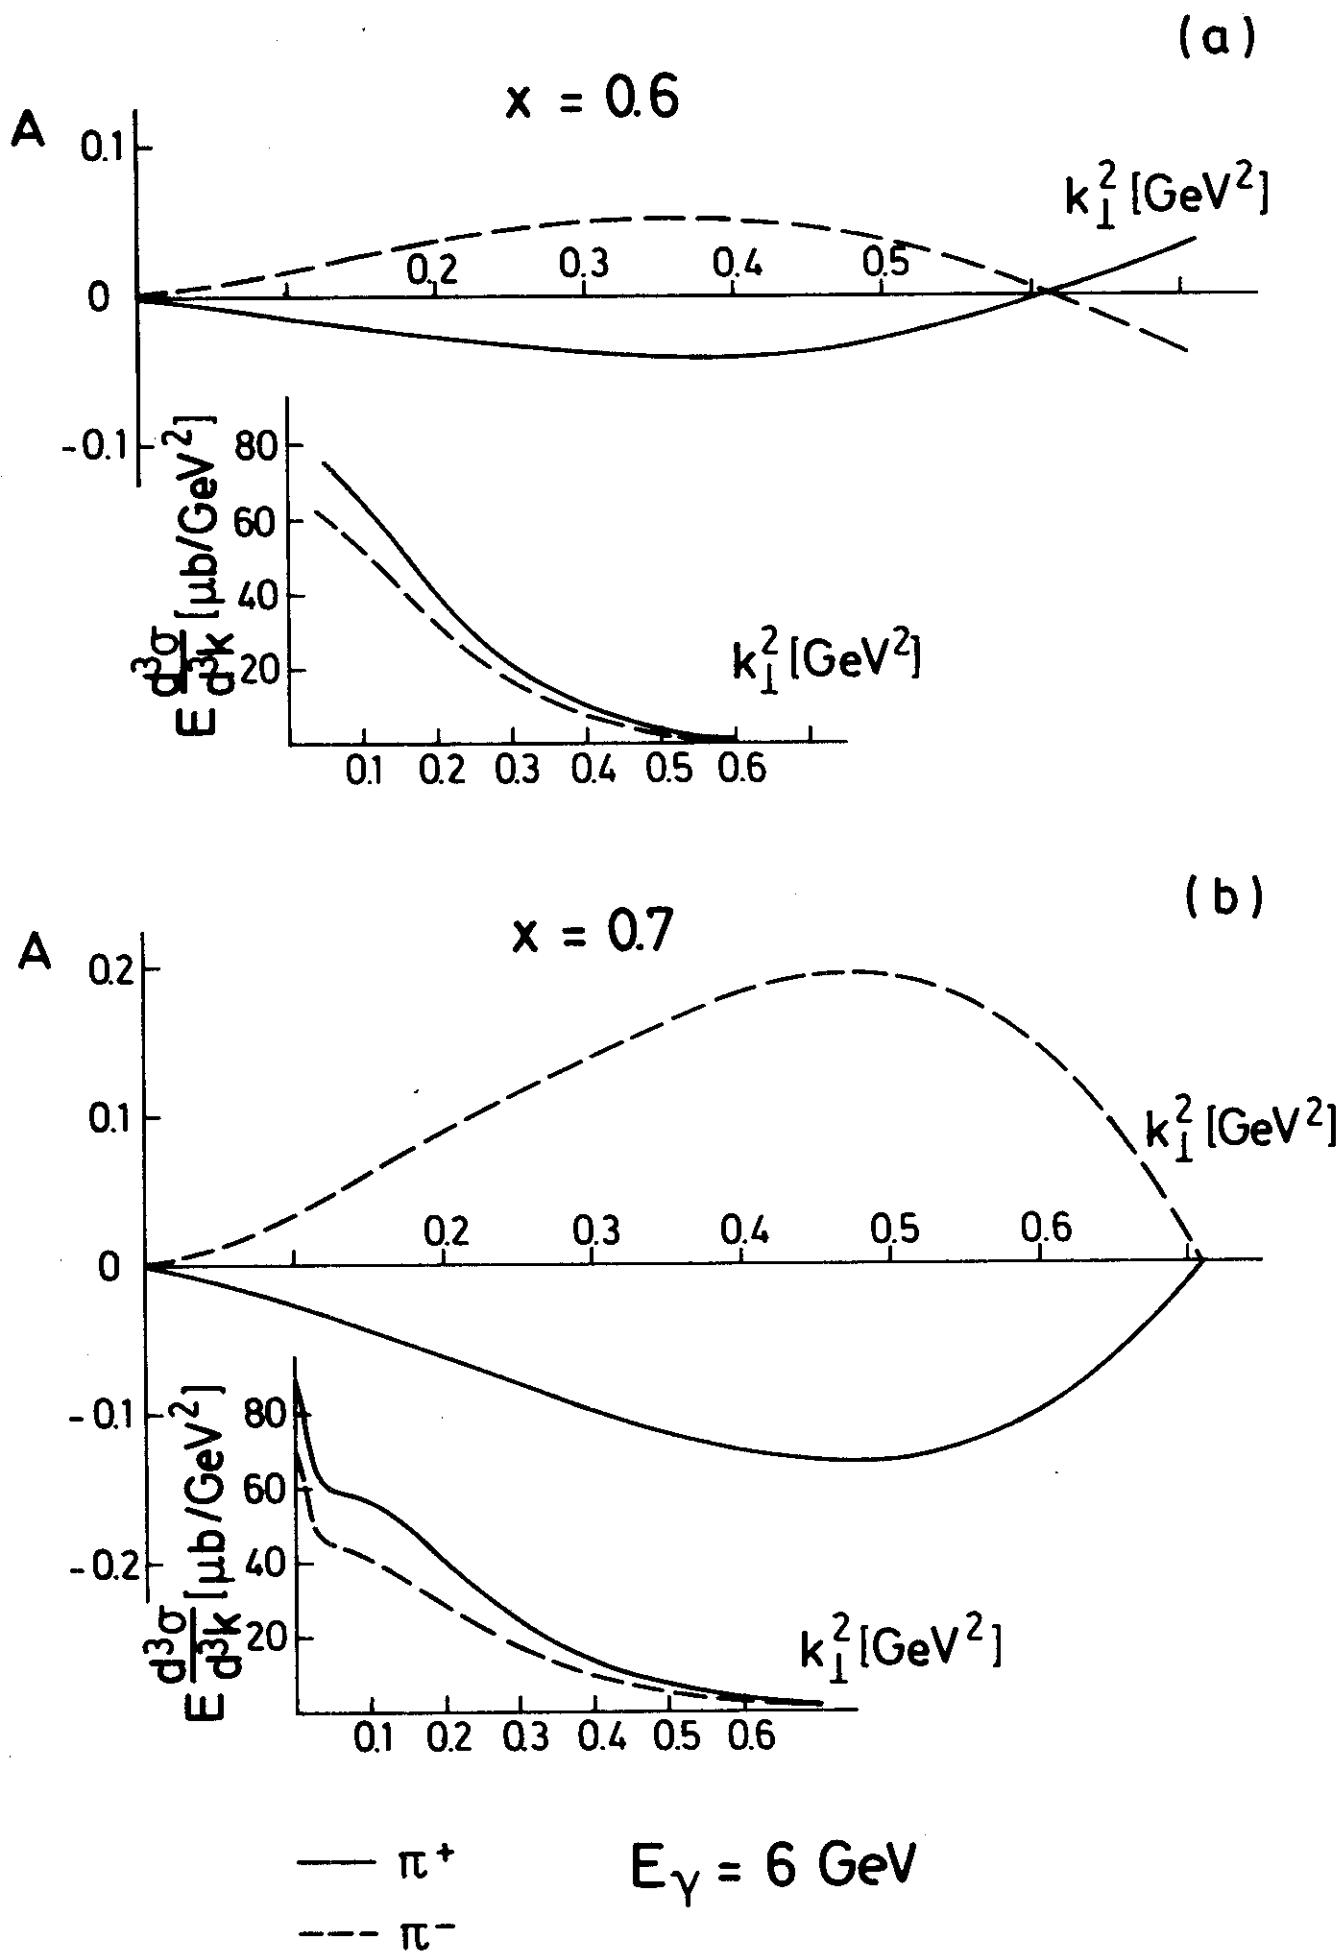 (a)
x = 0.6
A
0.1
k⊥² [GeV²]
0.2 0.3 0.4 0.5
0
-0.1
E d³σ/d³k [μb/GeV²]
80
60
40
20
k⊥² [GeV²]
0.1 0.2 0.3 0.4 0.5 0.6
(b)
x = 0.7
A
0.2
0.1
k⊥² [GeV²]
0.2 0.3 0.4 0.5 0.6
0
-0.1
-0.2
E d³σ/d³k [μb/GeV²]
80
60
40
20
k⊥² [GeV²]
0.1 0.2 0.3 0.4 0.5 0.6
π⁺ Eγ = 6 GeV
π⁻